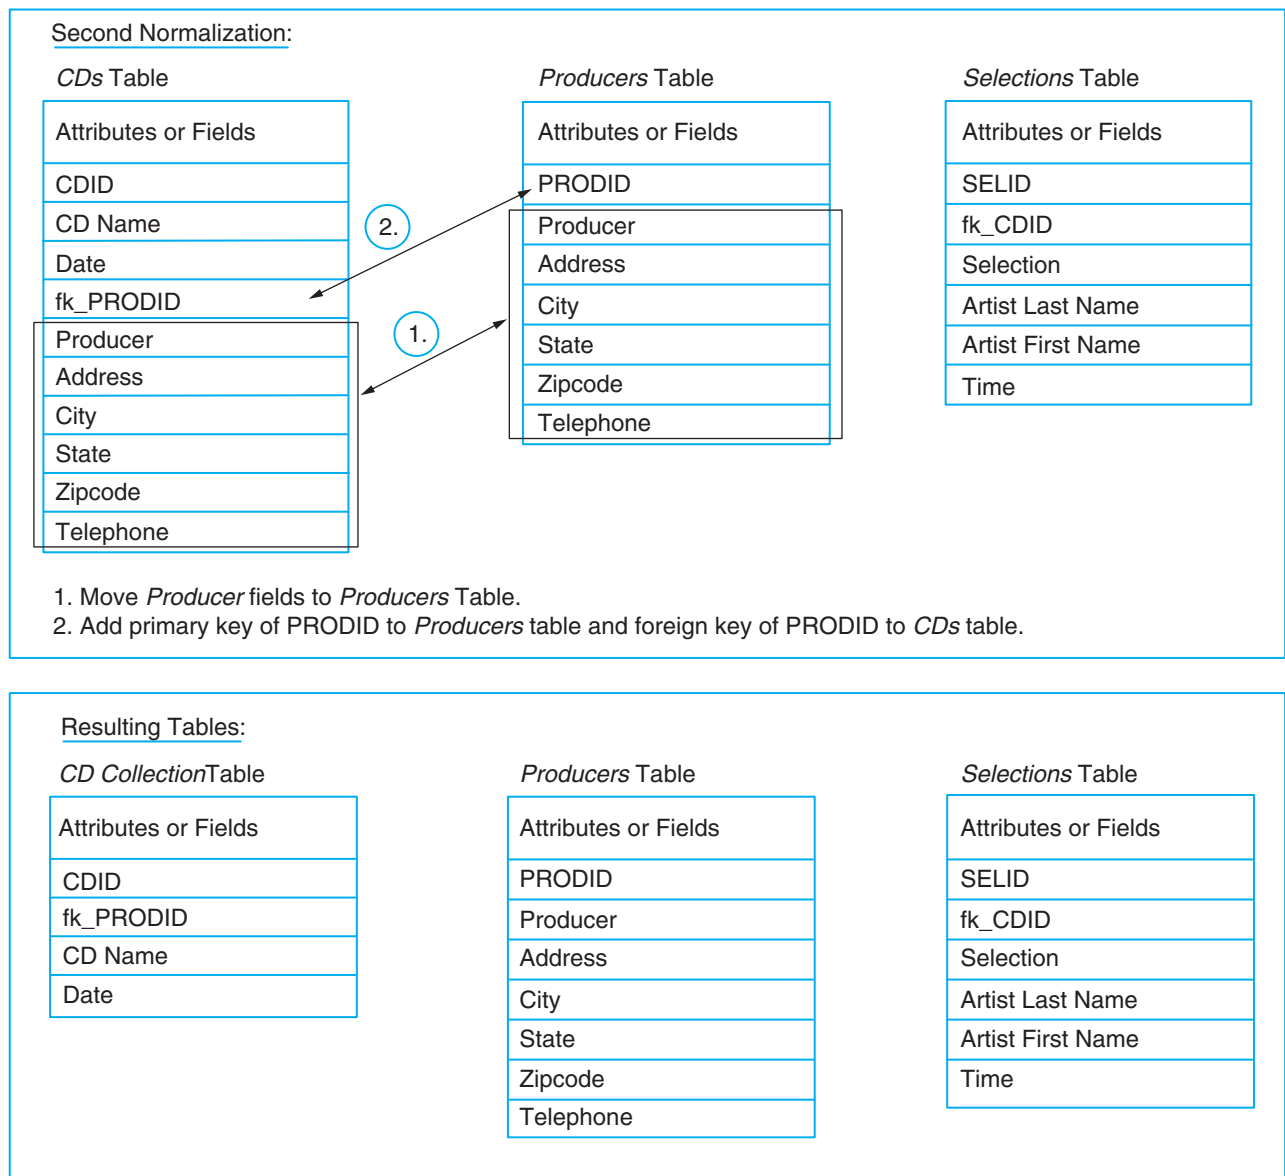 Second Normalization:
CDs Table
Attributes or Fields
CDID
CD Name
Date
fk_PRODID
Producer
Address
City
State
Zipcode
Telephone
2.
1.
Producers Table
Attributes or Fields
PRODID
Producer
Address
City
State
Zipcode
Telephone
Selections Table
Attributes or Fields
SELID
fk_CDID
Selection
Artist Last Name
Artist First Name
Time
1. Move Producer fields to Producers Table.
2. Add primary key of PRODID to Producers table and foreign key of PRODID to CDs table.
Resulting Tables:
CD CollectionTable
Attributes or Fields
CDID
fk_PRODID
CD Name
Date
Producers Table
Attributes or Fields
PRODID
Producer
Address
City
State
Zipcode
Telephone
Selections Table
Attributes or Fields
SELID
fk_CDID
Selection
Artist Last Name
Artist First Name
Time